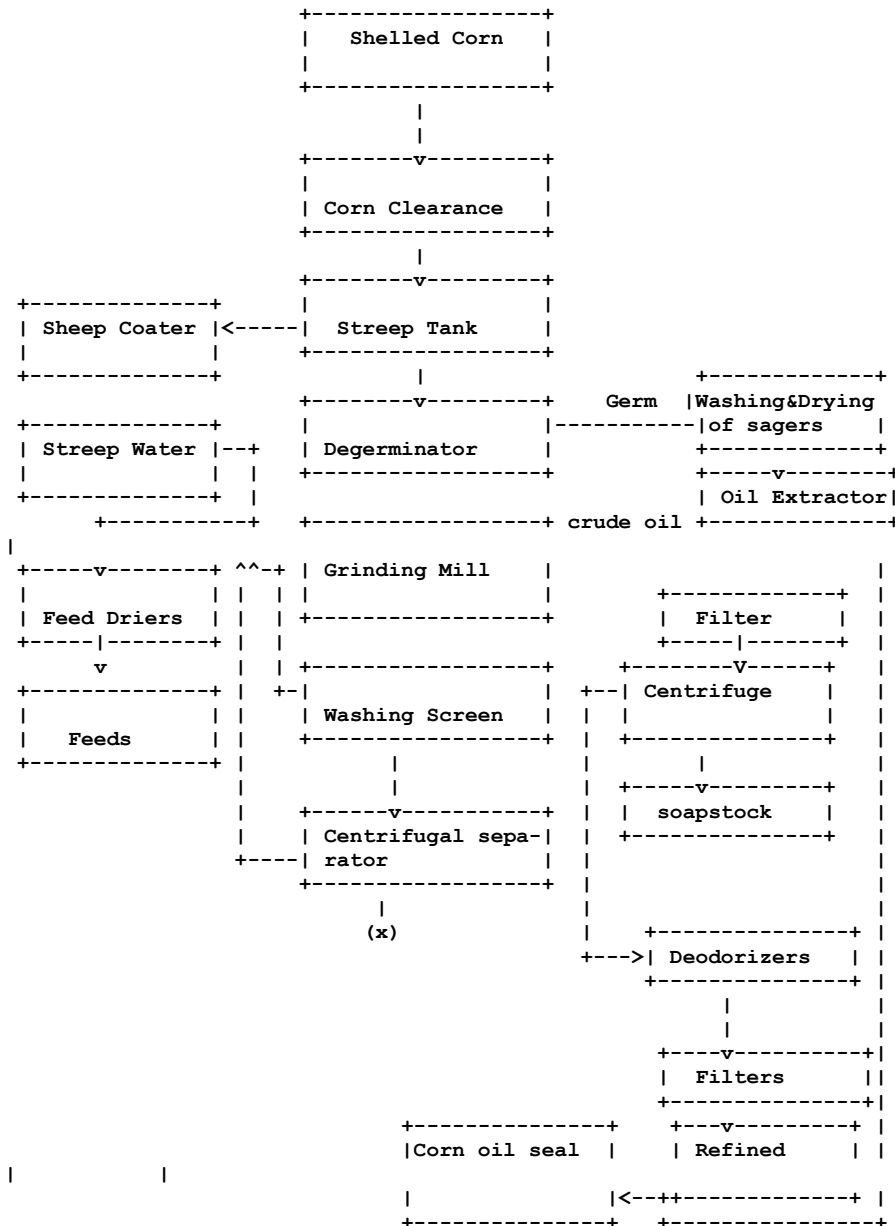 Shelled Corn
Corn Clearance
Sheep Coater
Streep Tank
Germ
Washing&Drying
of sagers
Streep Water
Degerminator
Oil Extractor
crude oil
Grinding Mill
Feed Driers
Filter
Washing Screen
Centrifuge
Feeds
soapstock
Centrifugal sepa-
rator
(x)
Deodorizers
Filters
Corn oil seal
Refined